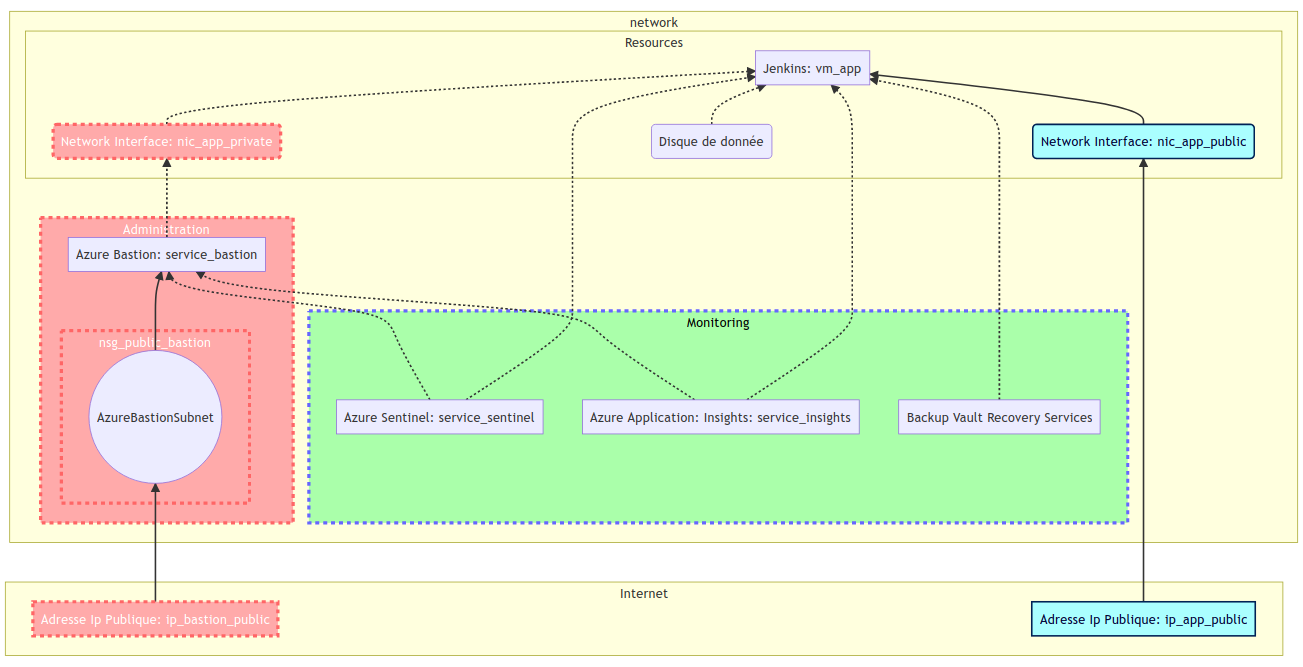 network
Resources
Jenkins: vm_app
Network Interface: nic_app_private
Disque de donnée
Network Interface: nic_app_public
Administration
Azure Bastion: service_bastion
Monitoring
nsg_public_bastion
AzureBastionSubnet
Azure Sentinel: service_sentinel
Azure Application: Insights: service_insights
Backup Vault Recovery Services
Internet
Adresse Ip Publique: ip_bastion_public
Adresse Ip Publique: ip_app_public